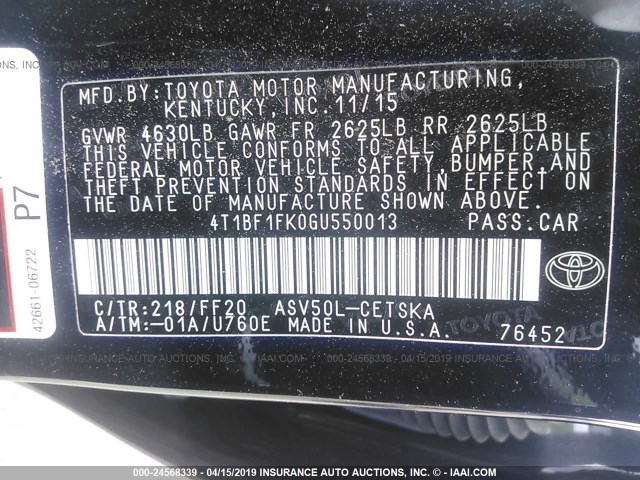 MFD.BY:TOYOTA MOTOR MANUFACTURING,
KENTUCKY,INC. 11/15
GVWR 4630LB GAWR FR 2625LB RR 2625LB
THIS VEHICLE CONFORMS TO ALL APPLICABLE
FEDERAL MOTOR VEHICLE SAFETY,BUMPER,AND
THEFT PREVENTION STANDARDS IN EFFECT ON
THE DATE OF MANUFACTURE SHOWN ABOVE.
4T1BF1FK0GU550013 PASS.CAR
C/TR:218/FF20 ASV50L-CETSKA
A/TM:-01A/U760E MADE IN U.S.A. 76452
TOYOTA
P7
42661-06722
000-24568339 - 04/15/2019 INSURANCE AUTO AUCTIONS, INC. - © IAAI.COM